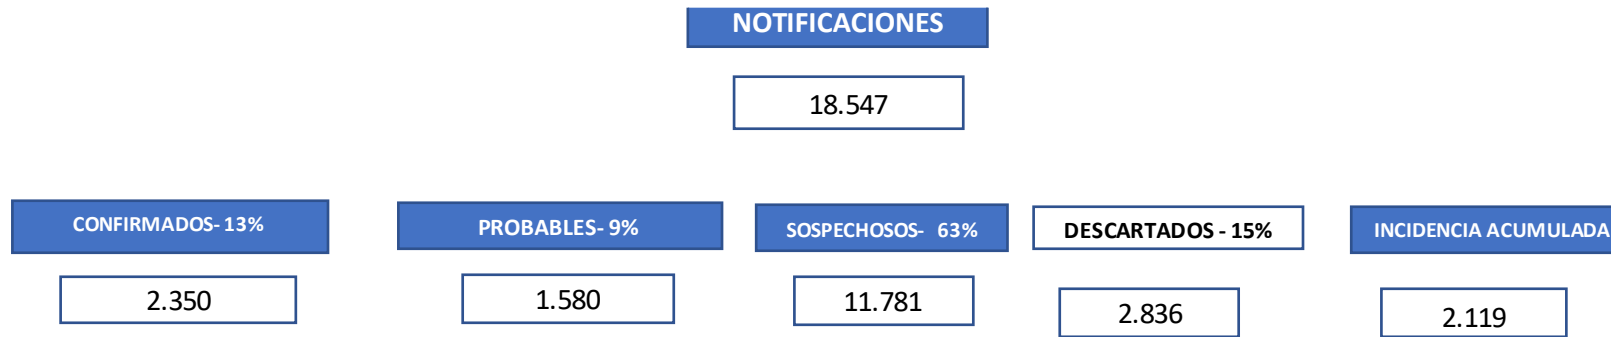 NOTIFICACIONES
18.547
CONFIRMADOS- 13%
PROBABLES- 9%
SOSPECHOSOS- 63%
DESCARTADOS - 15%
INCIDENCIA ACUMULADA
2.350
1.580
11.781
2.836
2.119